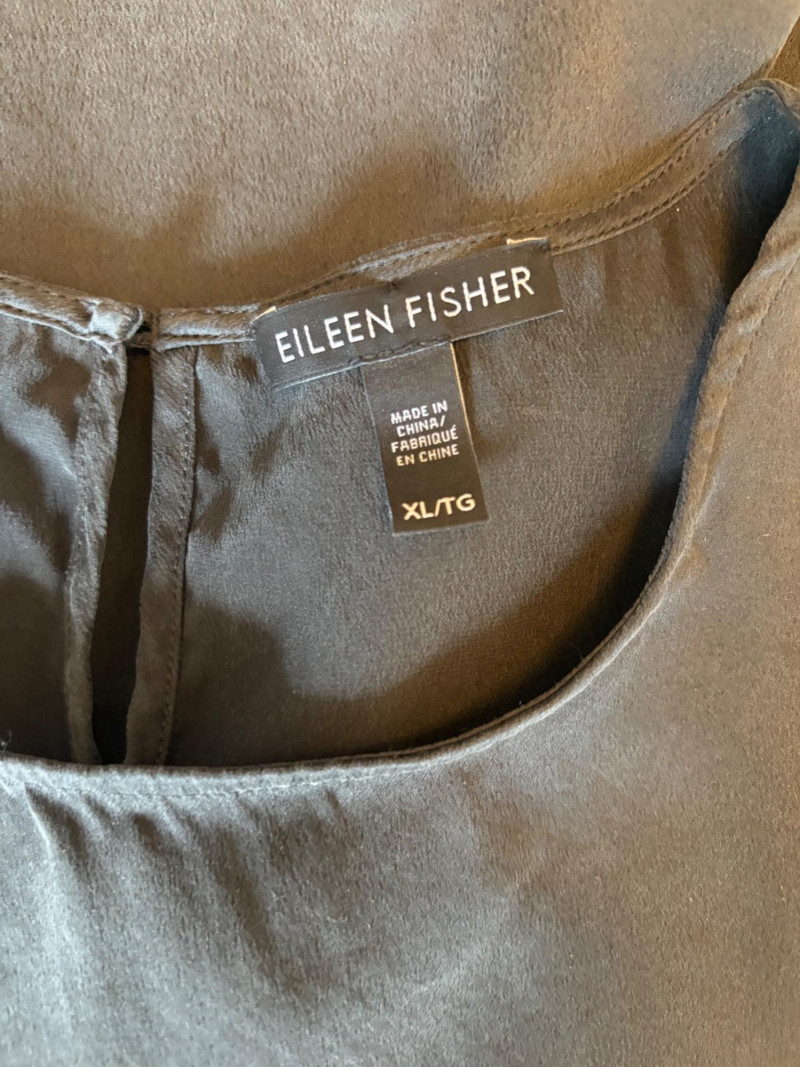 EILEEN FISHER
MADE IN
CHINA/
FABRIQUÉ
EN CHINE
XL/TG